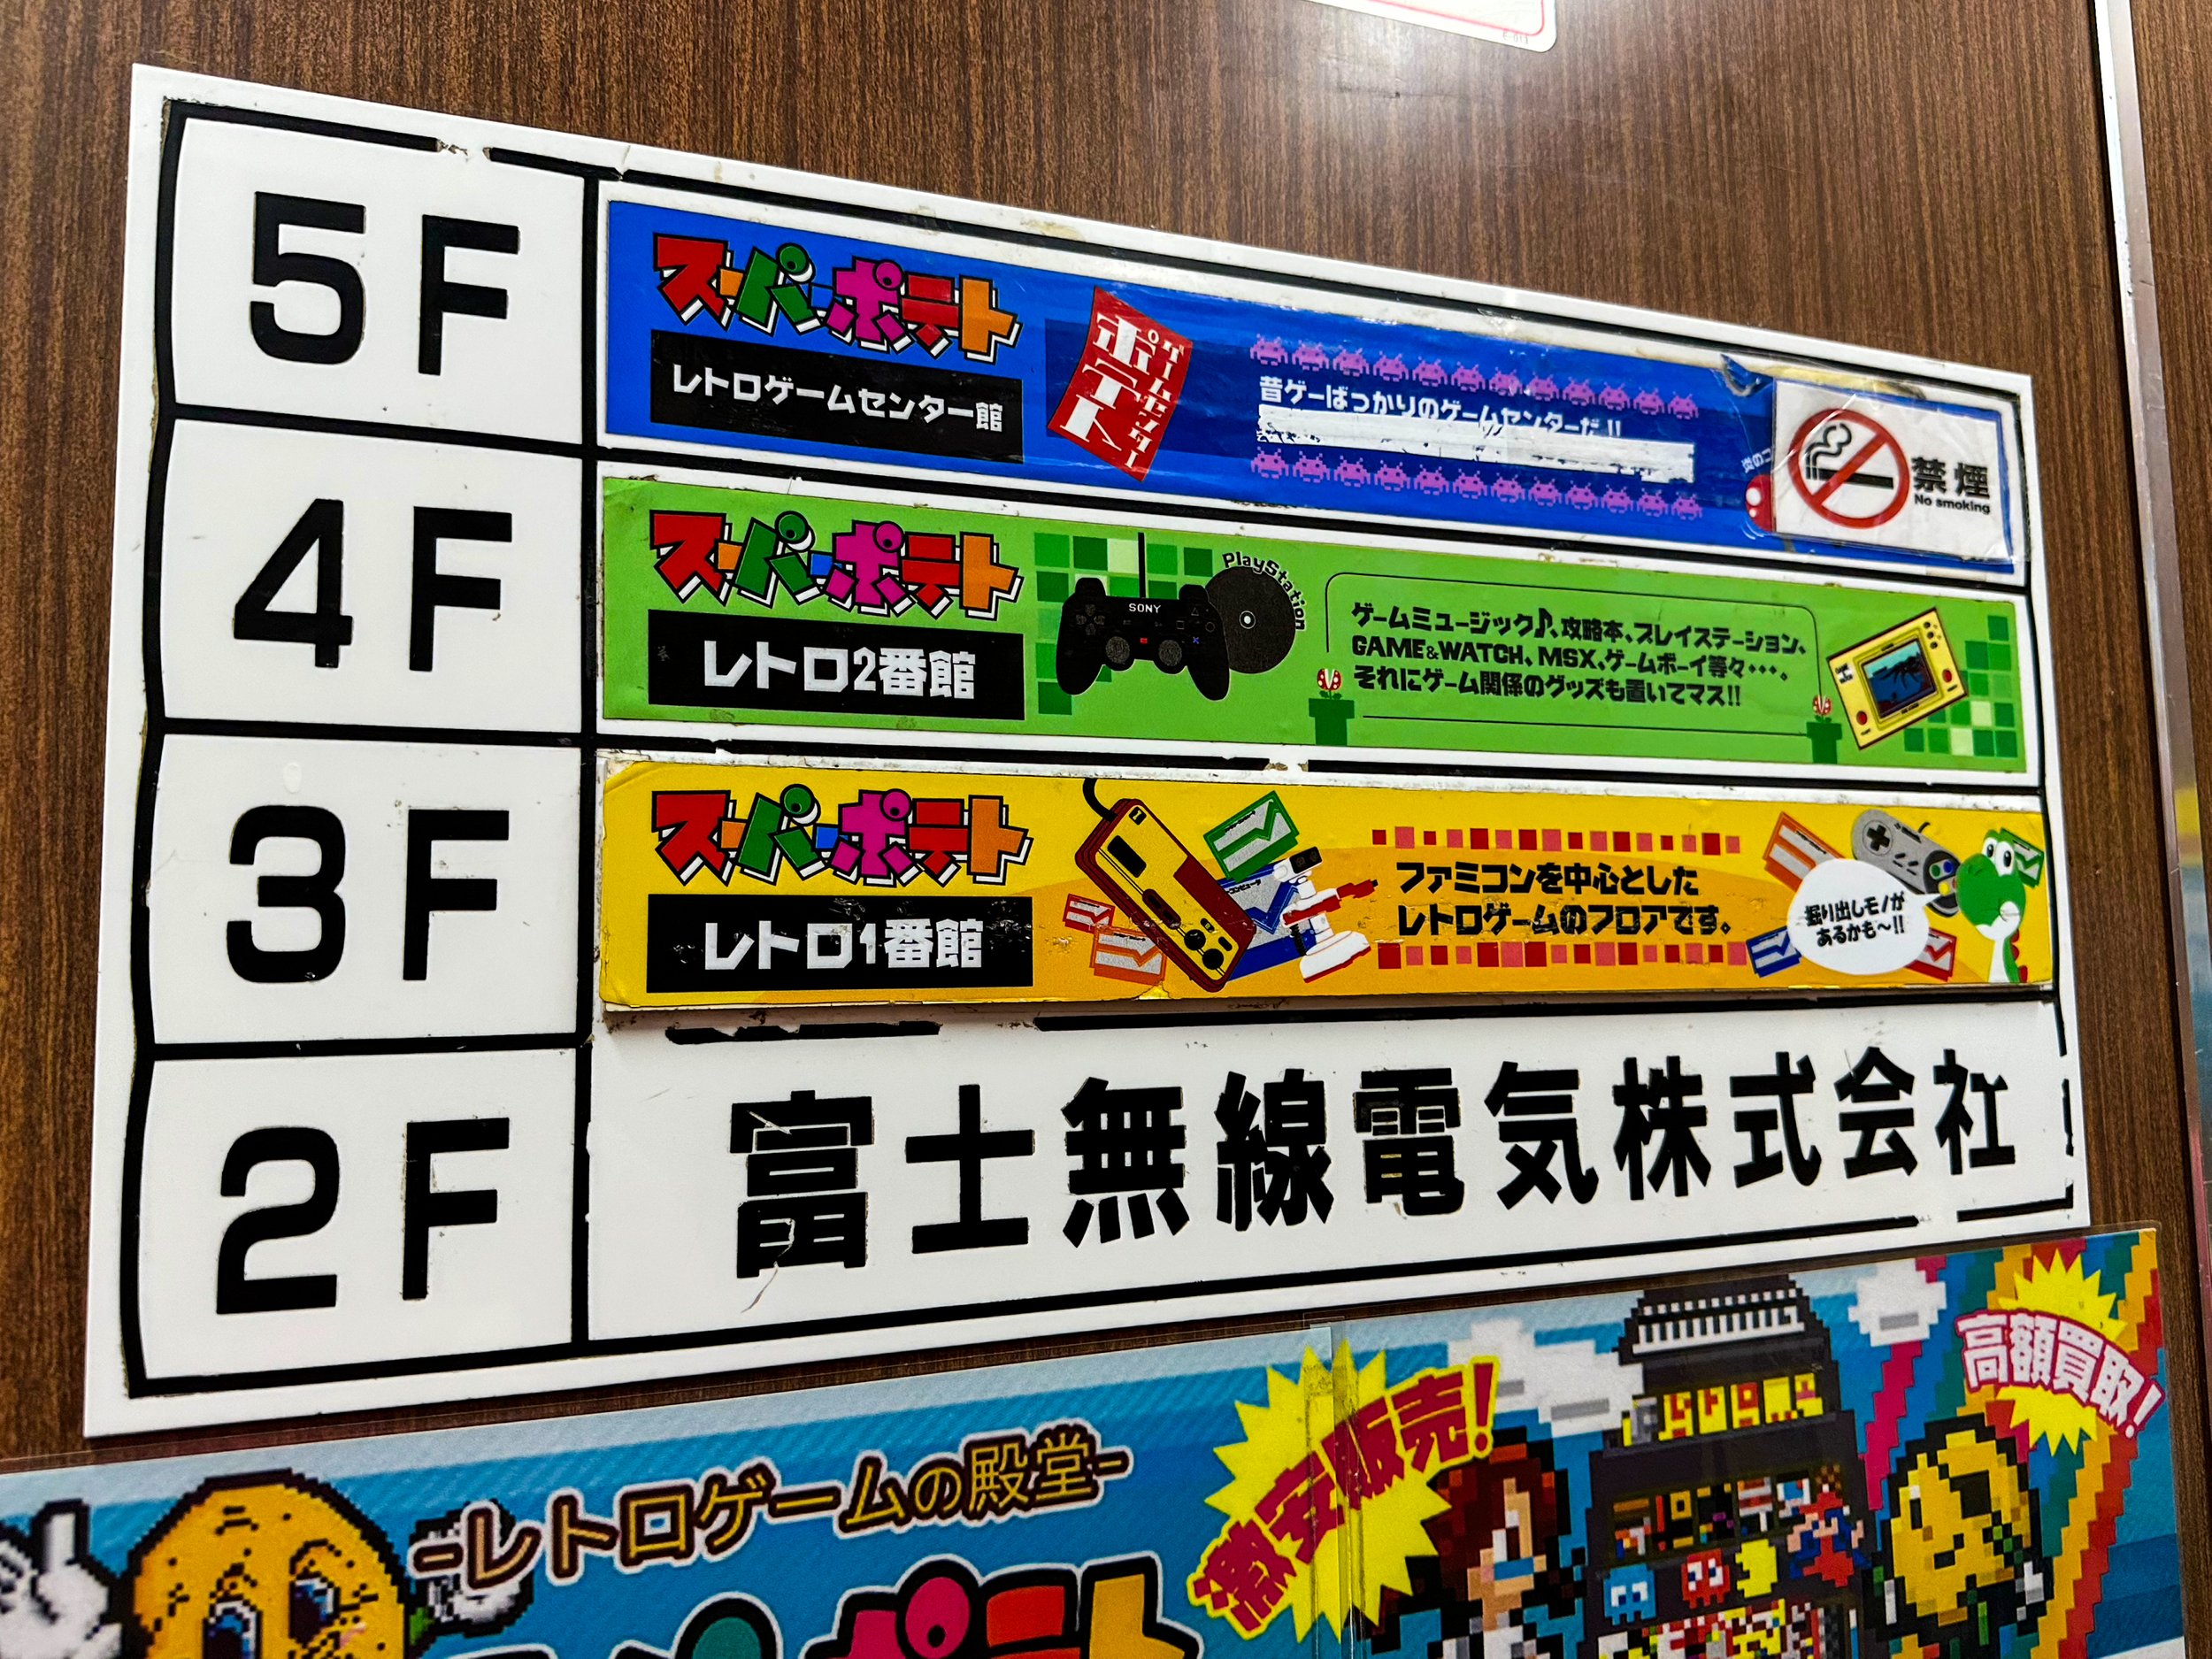 5F
スーパーポテト
レトロゲームセンター館
ゲームセンター
ポテト
昔ゲーばっかりのゲームセンターだ!!
禁煙
No smoking
4F
スーパーポテト
レトロ2番館
SONY
PlayStation
ゲームミュージック♪、攻略本、プレイステーション、
GAME&WATCH、MSX、ゲームボーイ等々・・・。
それにゲーム関係のグッズも置いてマス!!
3F
スーパーポテト
レトロ1番館
ファミコンを中心とした
レトロゲームのフロアです。
掘り出しモノが
あるかも〜!!
2F
富士無線電気株式会社
-レトロゲームの殿堂-
激安販売!
高額買取!
レトロ
ポテト